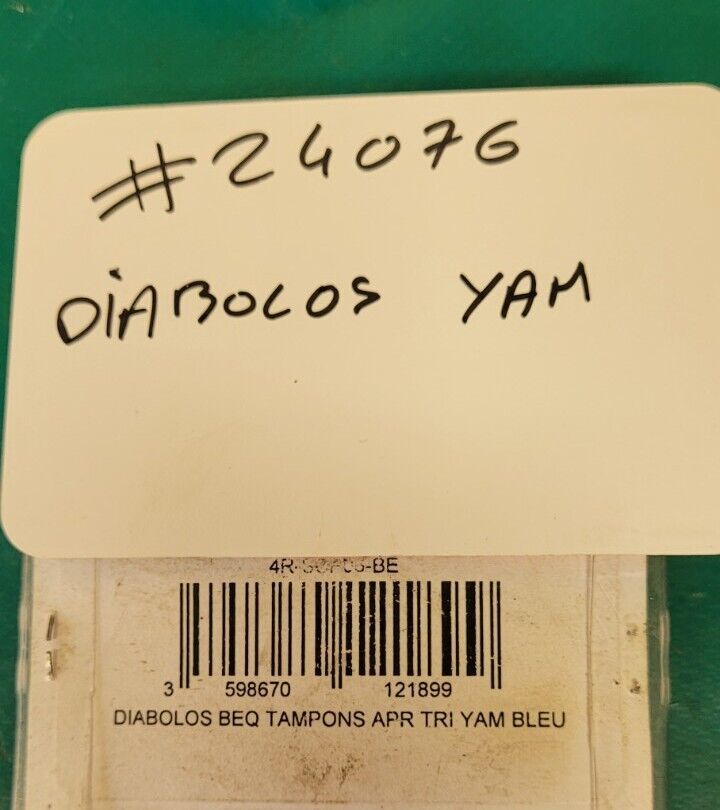 #24076
DiABOLOS YAM
3 598670 121899
DIABOLOS BEQ TAMPONS APR TRI YAM BLEU